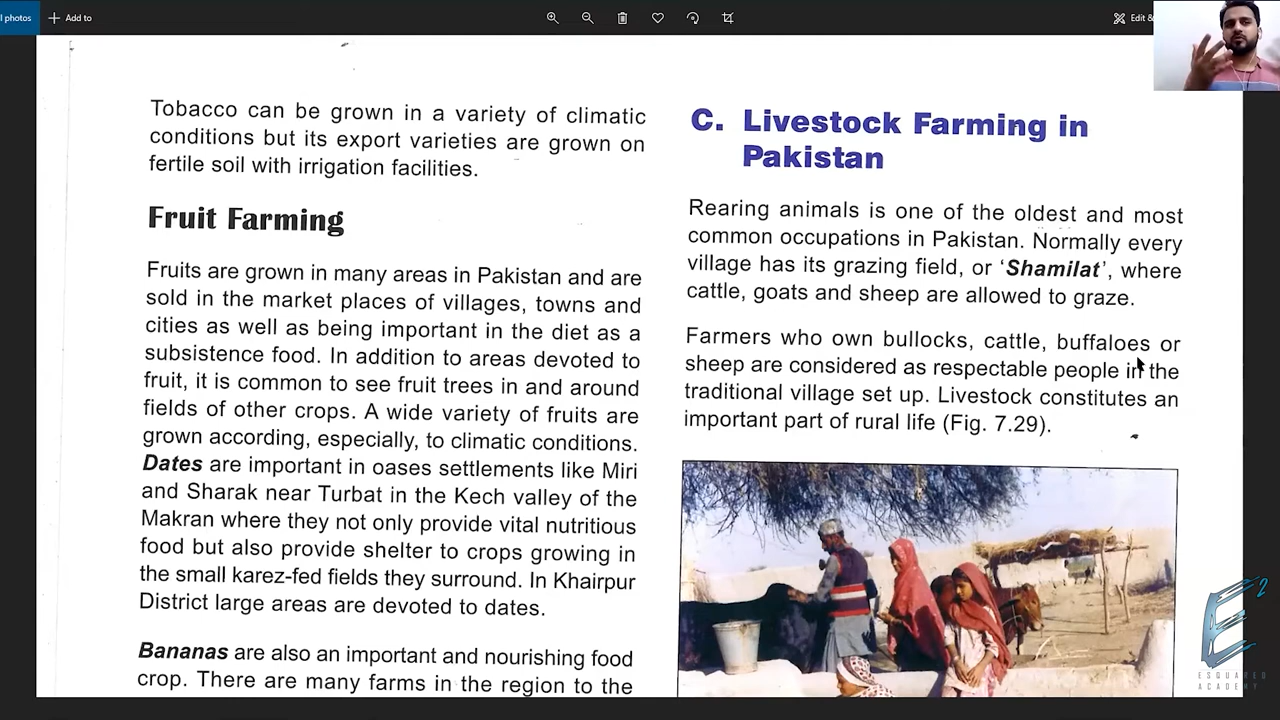 l photos
Add to
Edit &
Tobacco can be grown in a variety of climatic
conditions but its export varieties are grown on
fertile soil with irrigation facilities.
Fruit Farming
Fruits are grown in many areas in Pakistan and are
sold in the market places of villages, towns and
cities as well as being important in the diet as a
subsistence food. In addition to areas devoted to
fruit, it is common to see fruit trees in and around
fields of other crops. A wide variety of fruits are
grown according, especially, to climatic conditions.
Dates are important in oases settlements like Miri
and Sharak near Turbat in the Kech valley of the
Makran where they not only provide vital nutritious
food but also provide shelter to crops growing in
the small karez-fed fields they surround. In Khairpur
District large areas are devoted to dates.
Bananas are also an important and nourishing food
crop. There are many farms in the region to the
C. Livestock Farming in
Pakistan
Rearing animals is one of the oldest and most
common occupations in Pakistan. Normally every
village has its grazing field, or ‘Shamilat’, where
cattle, goats and sheep are allowed to graze.
Farmers who own bullocks, cattle, buffaloes or
sheep are considered as respectable people in the
traditional village set up. Livestock constitutes an
important part of rural life (Fig. 7.29).
E2
ESQUARED
ACADEMY